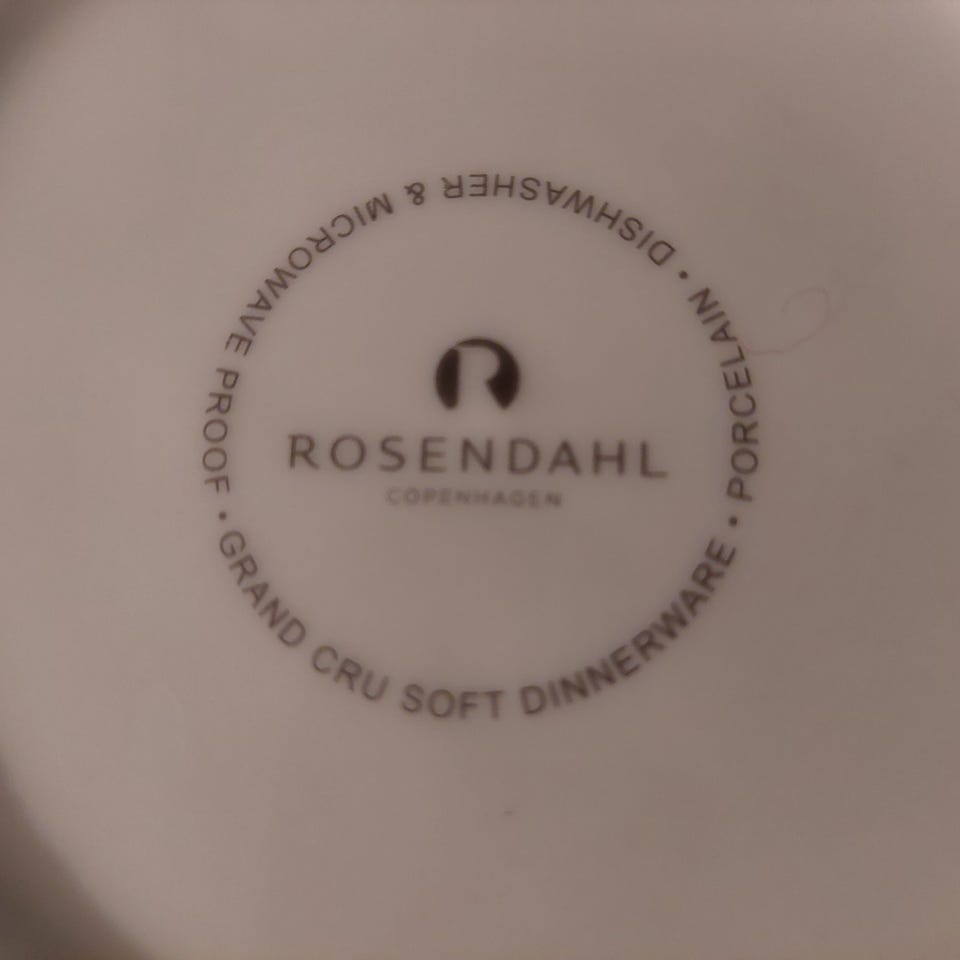 R
ROSENDAHL
COPENHAGEN
GRAND CRU SOFT DINNERWARE • PORCELAIN • DISHWASHER & MICROWAVE PROOF •